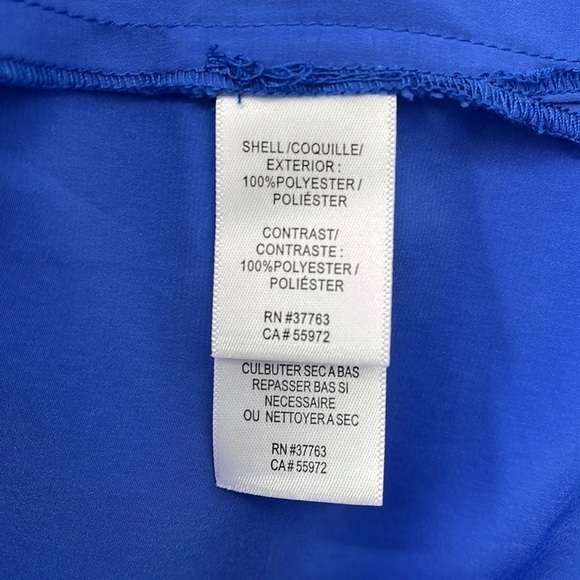 SHELL/COQUILLE/
EXTERIOR:
100%POLYESTER/
POLIÉSTER
CONTRAST/
CONTRASTE:
100%POLYESTER/
POLIÉSTER
RN #37763
CA# 55972
CULBUTER SEC A BAS
REPASSER BAS SI
NECESSAIRE
OU NETTOYER A SEC
RN #37763
CA# 55972